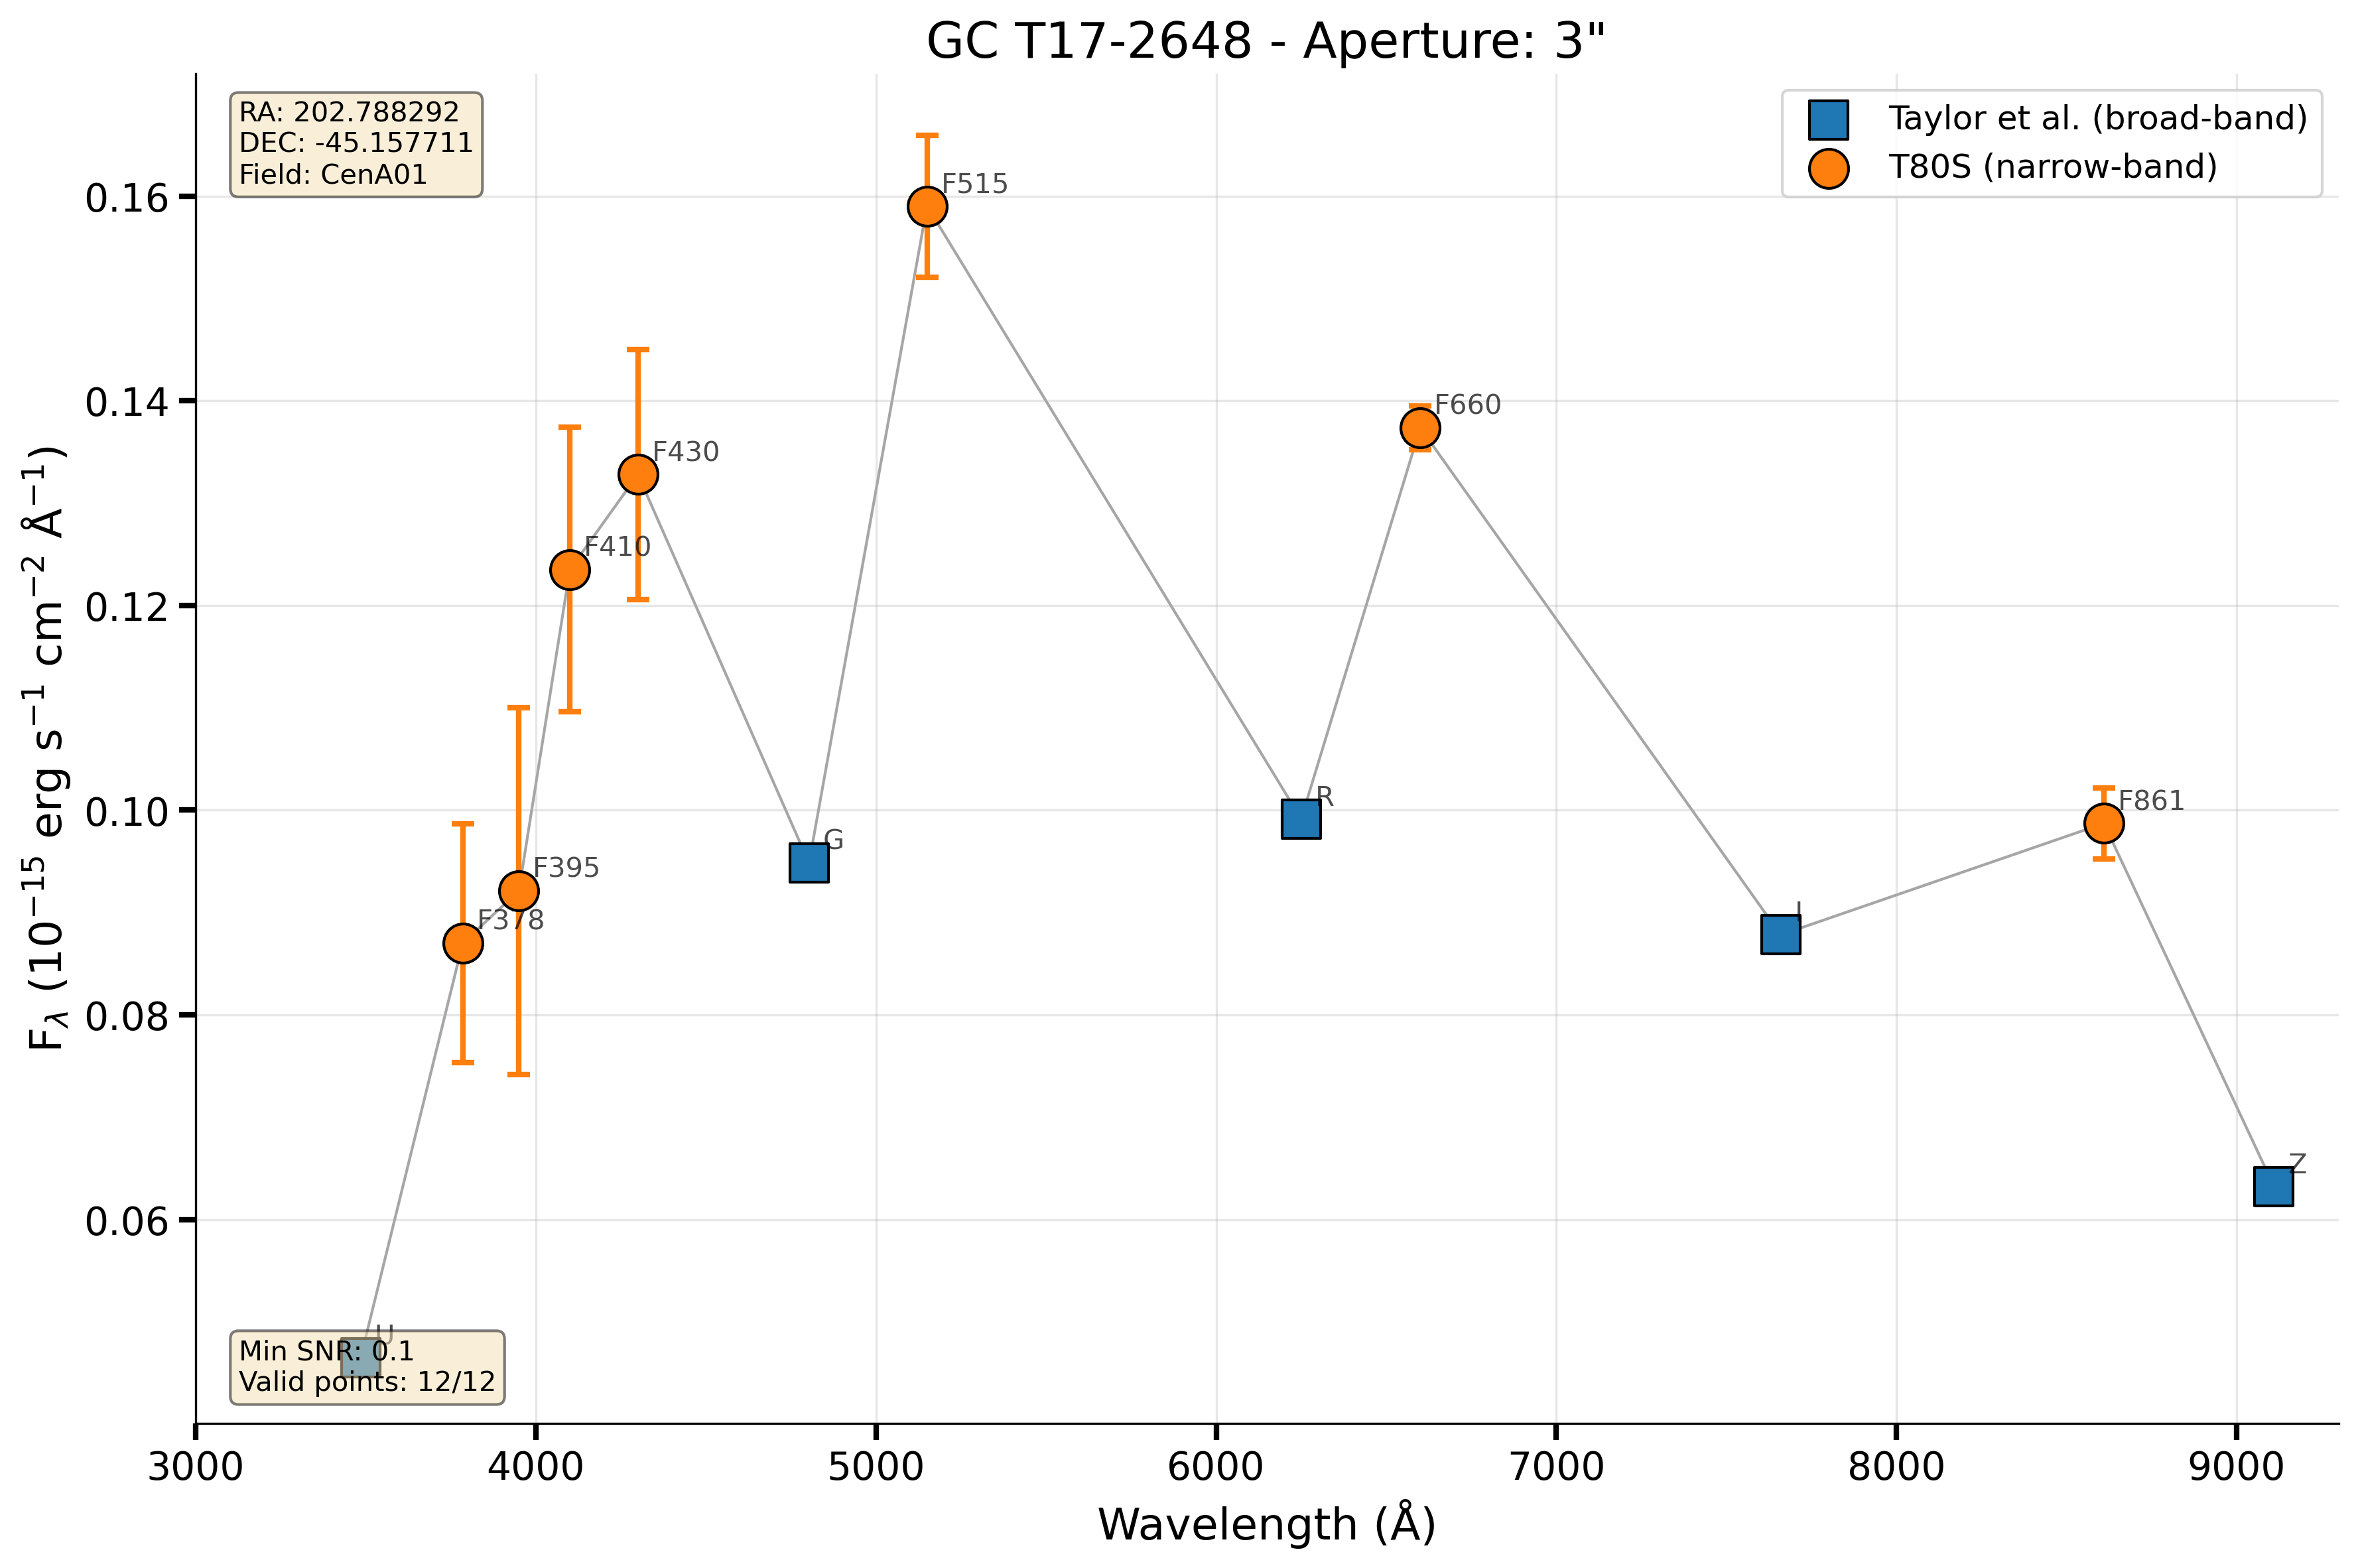 GC T17-2648 - Aperture: 3"
RA: 202.788292
DEC: -45.157711
Field: CenA01
Taylor et al. (broad-band)
T80S (narrow-band)
F515
F660
F430
F410
F395
F378
G
R
I
F861
Z
U
Min SNR: 0.1
Valid points: 12/12
0.16
0.14
0.12
0.10
0.08
0.06
F_λ (10⁻¹⁵ erg s⁻¹ cm⁻² Å⁻¹)
3000 4000 5000 6000 7000 8000 9000
Wavelength (Å)